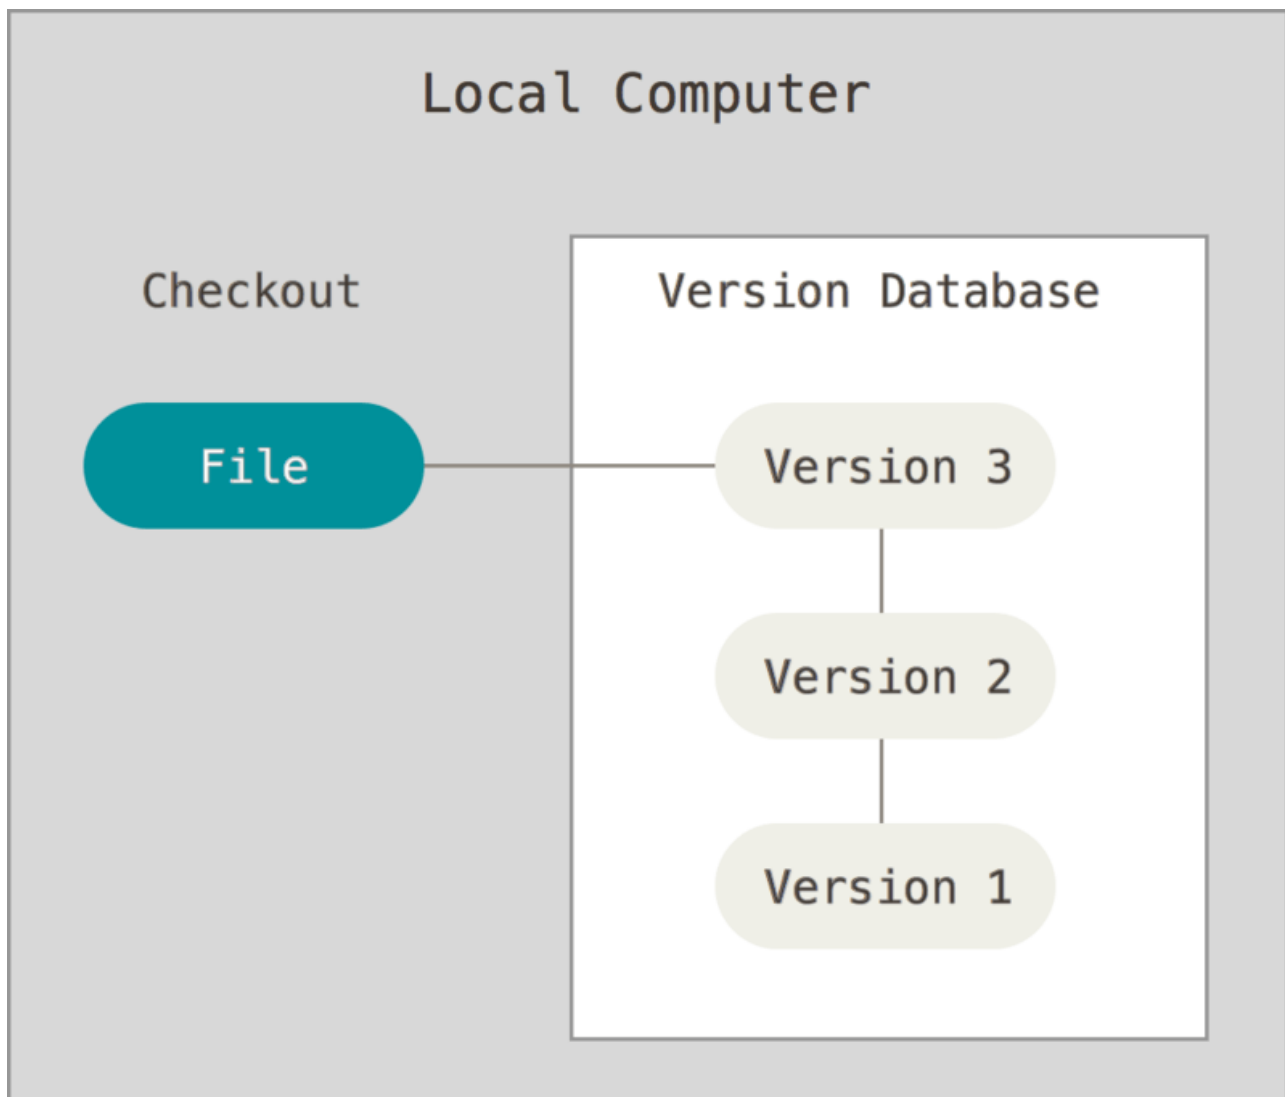 Local Computer
Checkout
Version Database
File
Version 3
Version 2
Version 1